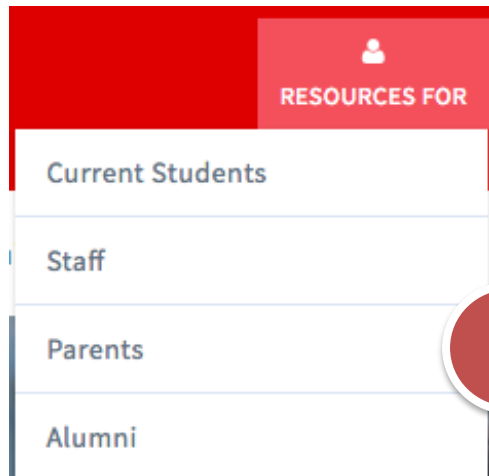 RESOURCES FOR
Current Students
Staff
Parents
Alumni